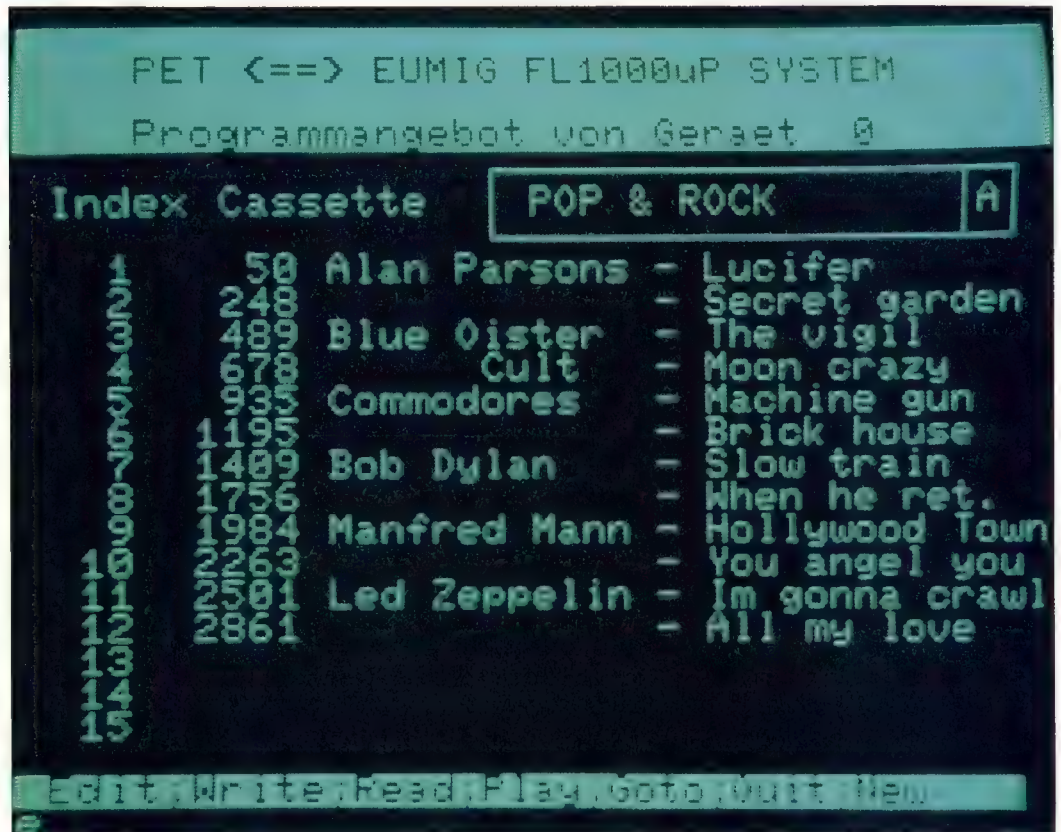 PET <==> EUMIG FL1000uP SYSTEM
Programmangebot von Geraet 0
Index Cassette POP & ROCK A
1 50 Alan Parsons - Lucifer
2 248 - Secret garden
3 489 Blue Oister - The vigil
4 678 Cult - Moon crazy
5 935 Commodores - Machine gun
6 1195 - Brick house
7 1409 Bob Dylan - Slow train
8 1756 - When he ret.
9 1984 Manfred Mann - Hollywood Town
10 2263 - You angel you
11 2501 Led Zeppelin - Im gonna crawl
12 2861 - All my love
13
14
15
Edit,Write,Read,Play,Goto,Quit,New